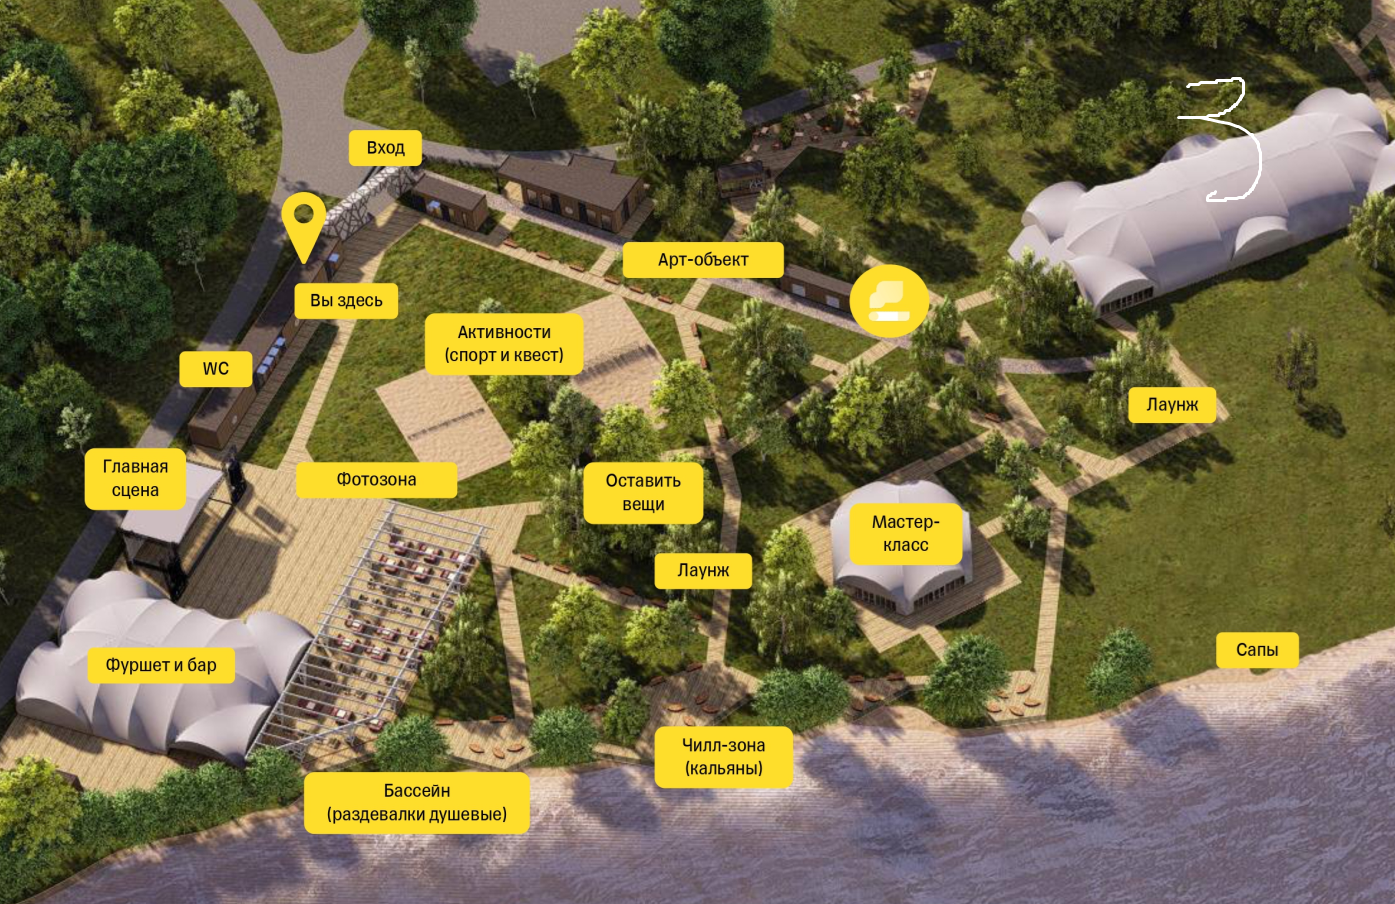 Вход
З
Арт-объект
Вы здесь
Активности
(спорт и квест)
WC
Лаунж
Главная
сцена
Фотозона
Оставить
вещи
Мастер-
класс
Лаунж
Фуршет и бар
Сапы
Чилл-зона
(кальяны)
Бассейн
(раздевалки душевые)